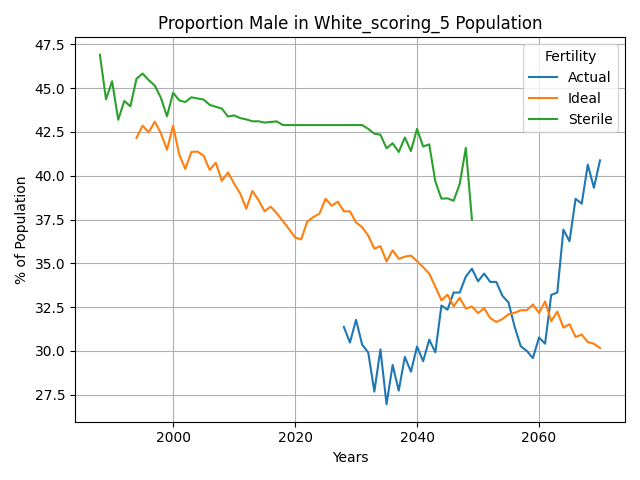 Proportion Male in White_scoring_5 Population
47.5
45.0
42.5
40.0
37.5
35.0
32.5
30.0
27.5
% of Population
Fertility
Actual
Ideal
Sterile
2000
2020
2040
2060
Years